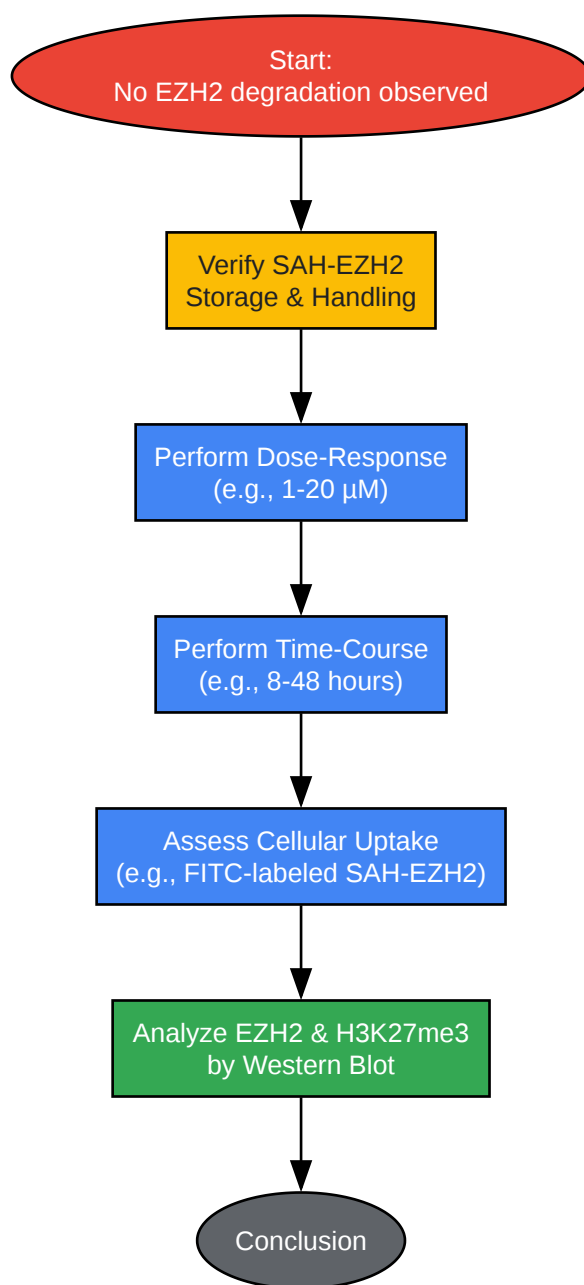 Start:
No EZH2 degradation observed
Verify SAH-EZH2
Storage & Handling
Perform Dose-Response
(e.g., 1-20 µM)
Perform Time-Course
(e.g., 8-48 hours)
Assess Cellular Uptake
(e.g., FITC-labeled SAH-EZH2)
Analyze EZH2 & H3K27me3
by Western Blot
Conclusion